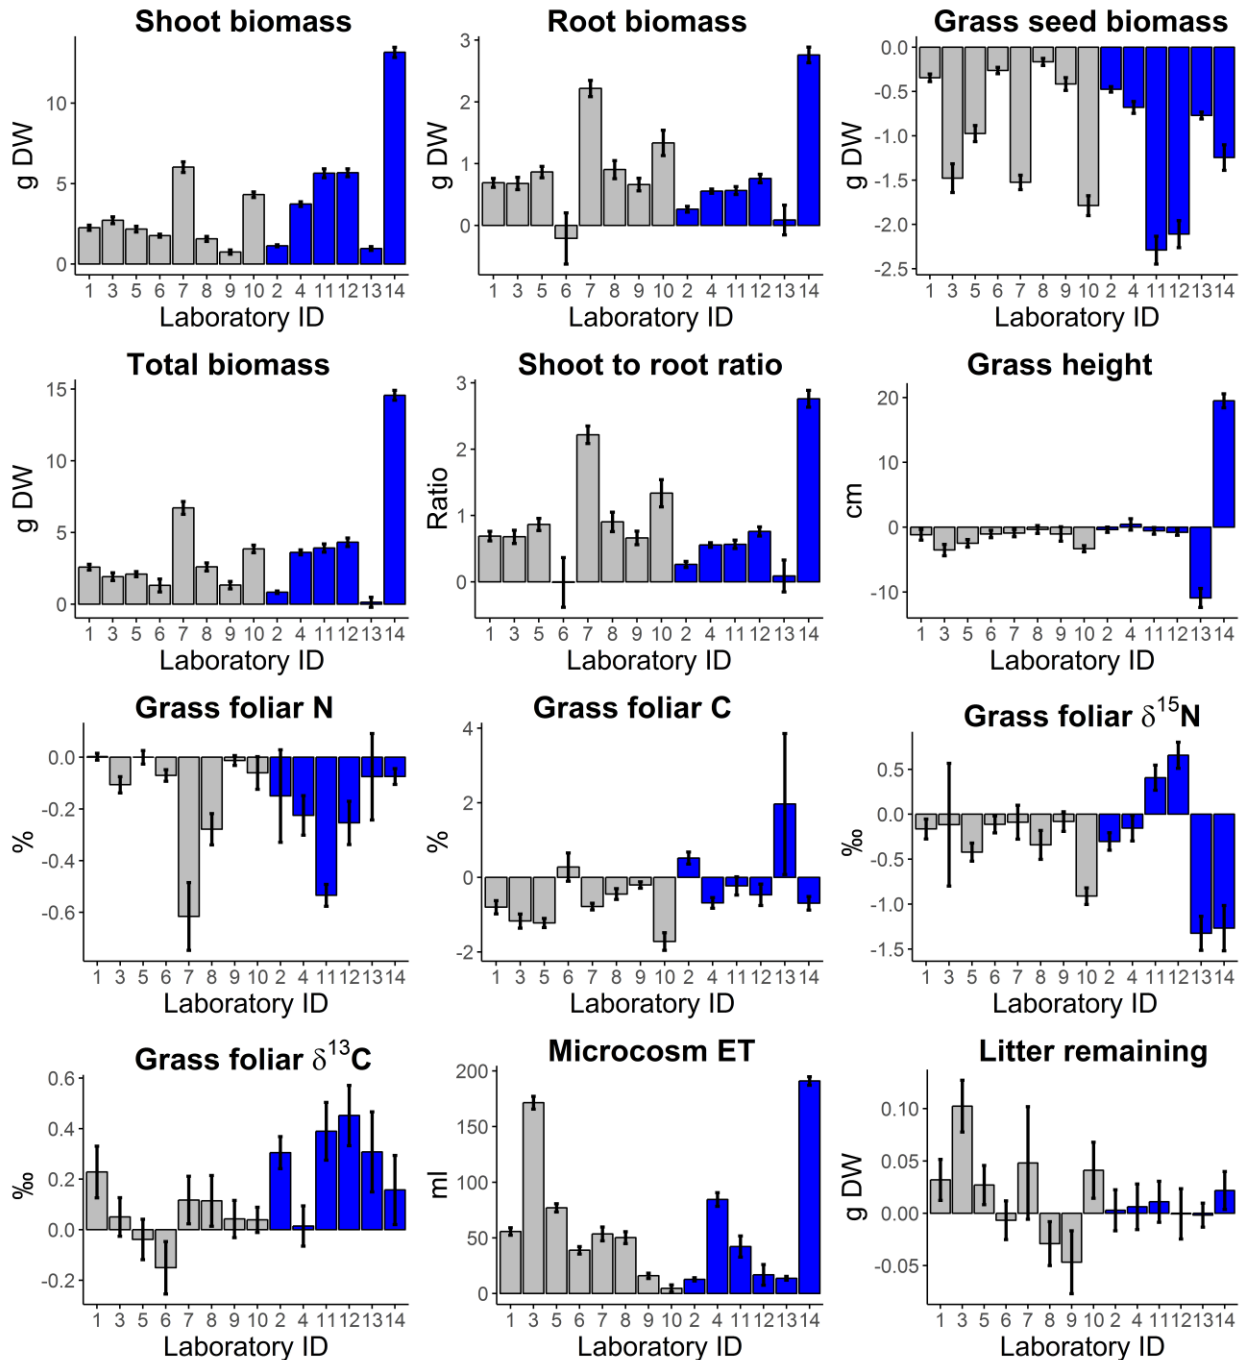 Shoot biomass
10
5
0
g DW
1 3 5 6 7 8 9 10 2 4 11 12 13 14
Laboratory ID
Root biomass
3
2
1
0
g DW
1 3 5 6 7 8 9 10 2 4 11 12 13 14
Laboratory ID
Grass seed biomass
0.0
-0.5
-1.0
-1.5
-2.0
-2.5
g DW
1 3 5 6 7 8 9 10 2 4 11 12 13 14
Laboratory ID
Total biomass
15
10
5
0
g DW
1 3 5 6 7 8 9 10 2 4 11 12 13 14
Laboratory ID
Shoot to root ratio
3
2
1
0
Ratio
1 3 5 6 7 8 9 10 2 4 11 12 13 14
Laboratory ID
Grass height
20
10
0
-10
cm
1 3 5 6 7 8 9 10 2 4 11 12 13 14
Laboratory ID
Grass foliar N
0.0
-0.2
-0.4
-0.6
%
1 3 5 6 7 8 9 10 2 4 11 12 13 14
Laboratory ID
Grass foliar C
4
2
0
-2
%
1 3 5 6 7 8 9 10 2 4 11 12 13 14
Laboratory ID
Grass foliar δ¹⁵N
0.5
0.0
-0.5
-1.0
-1.5
‰
1 3 5 6 7 8 9 10 2 4 11 12 13 14
Laboratory ID
Grass foliar δ¹³C
0.6
0.4
0.2
0.0
-0.2
‰
1 3 5 6 7 8 9 10 2 4 11 12 13 14
Laboratory ID
Microcosm ET
200
150
100
50
0
ml
1 3 5 6 7 8 9 10 2 4 11 12 13 14
Laboratory ID
Litter remaining
0.10
0.05
0.00
-0.05
g DW
1 3 5 6 7 8 9 10 2 4 11 12 13 14
Laboratory ID